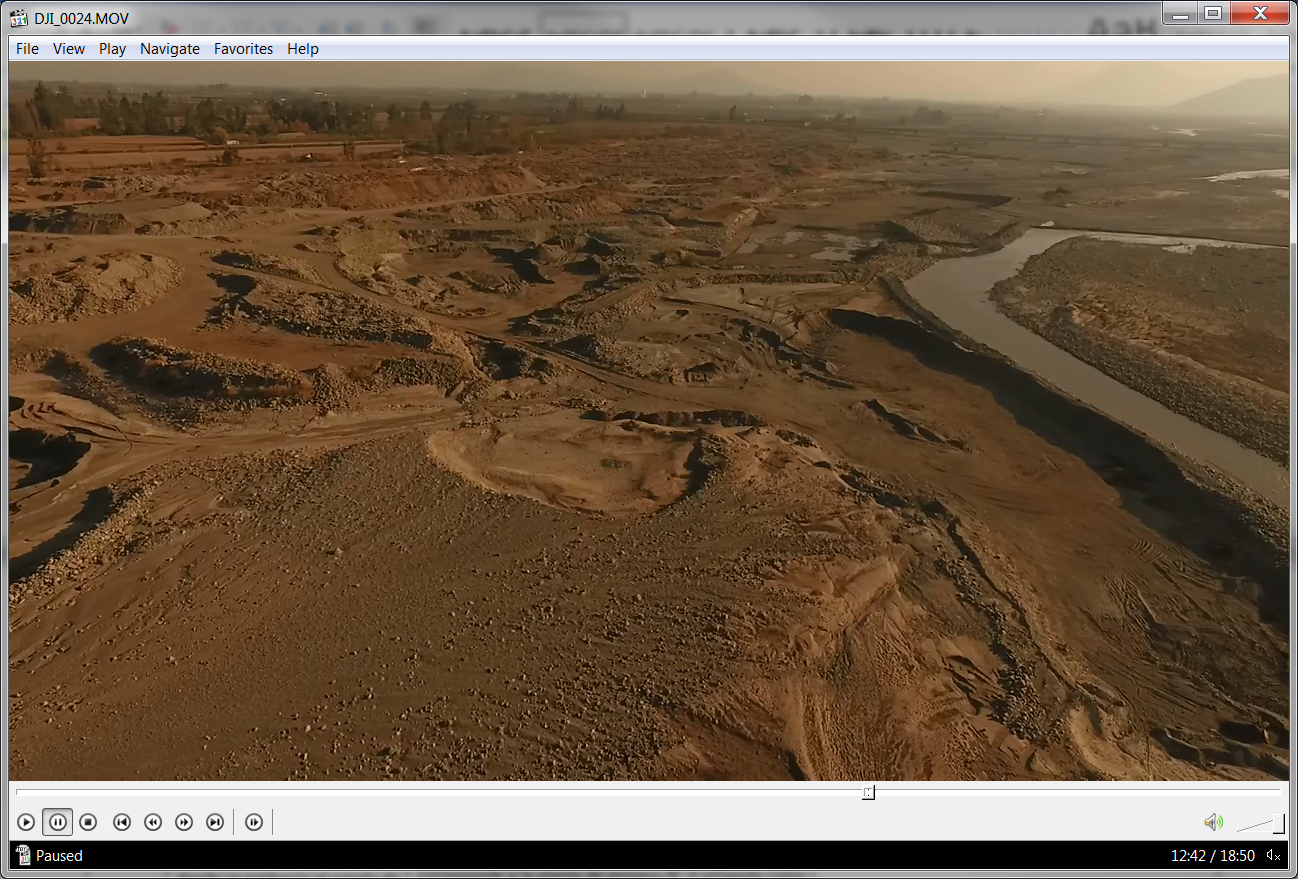 DJI_0024.MOV
File View Play Navigate Favorites Help
Paused
12:42 / 18:50